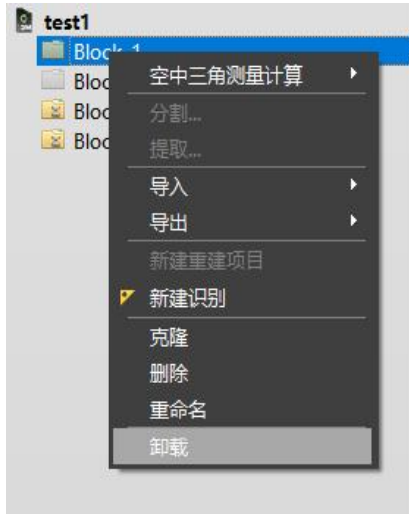 test1
Block_1
空中三角测量计算
Bloc
分割...
Bloc
提取...
Bloc
导入
导出
新建重建项目
新建识别
克隆
删除
重命名
卸载